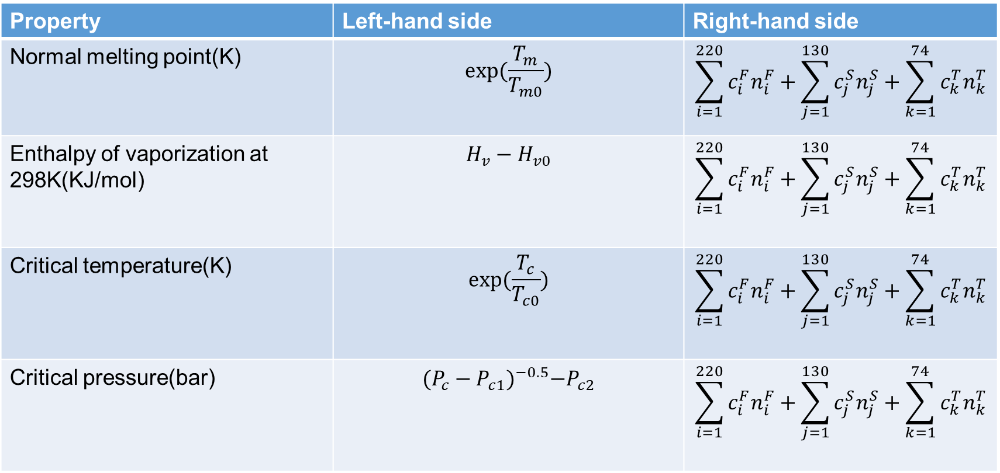 Property Left-hand side Right-hand side
Normal melting point(K) exp(T_m/T_{m0}) \sum_{i=1}^{220} c_i^F n_i^F + \sum_{j=1}^{130} c_j^S n_j^S + \sum_{k=1}^{74} c_k^T n_k^T
Enthalpy of vaporization at
298K(KJ/mol) H_v − H_{v0} \sum_{i=1}^{220} c_i^F n_i^F + \sum_{j=1}^{130} c_j^S n_j^S + \sum_{k=1}^{74} c_k^T n_k^T
Critical temperature(K) exp(T_c/T_{c0}) \sum_{i=1}^{220} c_i^F n_i^F + \sum_{j=1}^{130} c_j^S n_j^S + \sum_{k=1}^{74} c_k^T n_k^T
Critical pressure(bar) (P_c − P_{c1})^{−0.5}−P_{c2} \sum_{i=1}^{220} c_i^F n_i^F + \sum_{j=1}^{130} c_j^S n_j^S + \sum_{k=1}^{74} c_k^T n_k^T